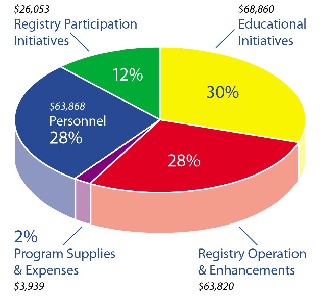 $26,053
Registry Participation
Initiatives
$68,860
Educational
Initiatives
12%
30%
$63,868
Personnel
28%
28%
2%
Program Supplies
& Expenses
$3,939
Registry Operation
& Enhancements
$63,820